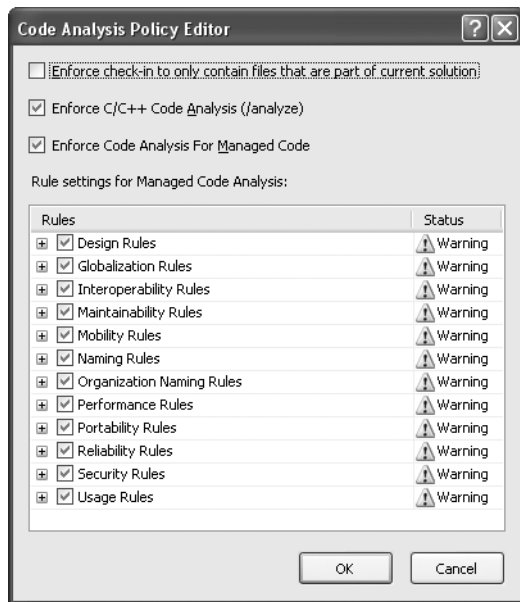 Code Analysis Policy Editor
Enforce check-in to only contain files that are part of current solution
Enforce C/C++ Code Analysis (/analyze)
Enforce Code Analysis For Managed Code
Rule settings for Managed Code Analysis:
Rules Status
Design Rules Warning
Globalization Rules Warning
Interoperability Rules Warning
Maintainability Rules Warning
Mobility Rules Warning
Naming Rules Warning
Organization Naming Rules Warning
Performance Rules Warning
Portability Rules Warning
Reliability Rules Warning
Security Rules Warning
Usage Rules Warning
OK Cancel